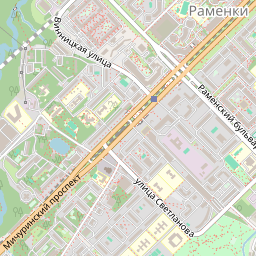 Раменки
Винницкая улица
Раменский бульвар
Мичуринский проспект
улица Светланова